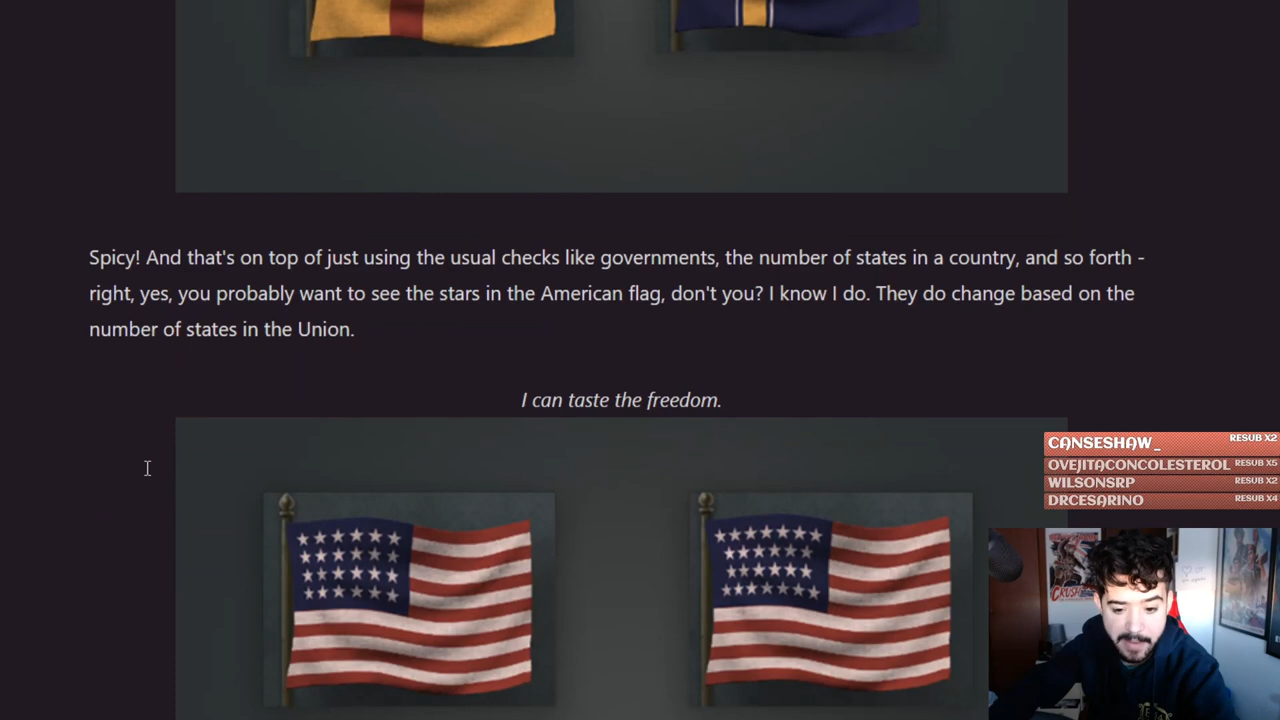 Spicy! And that's on top of just using the usual checks like governments, the number of states in a country, and so forth -
right, yes, you probably want to see the stars in the American flag, don't you? I know I do. They do change based on the
number of states in the Union.
I can taste the freedom.
CANSESHAW_ RESUB X2
OVEJITACONCOLESTEROL RESUB X5
WILSONSRP RESUB X2
DRCESARINO RESUB X4